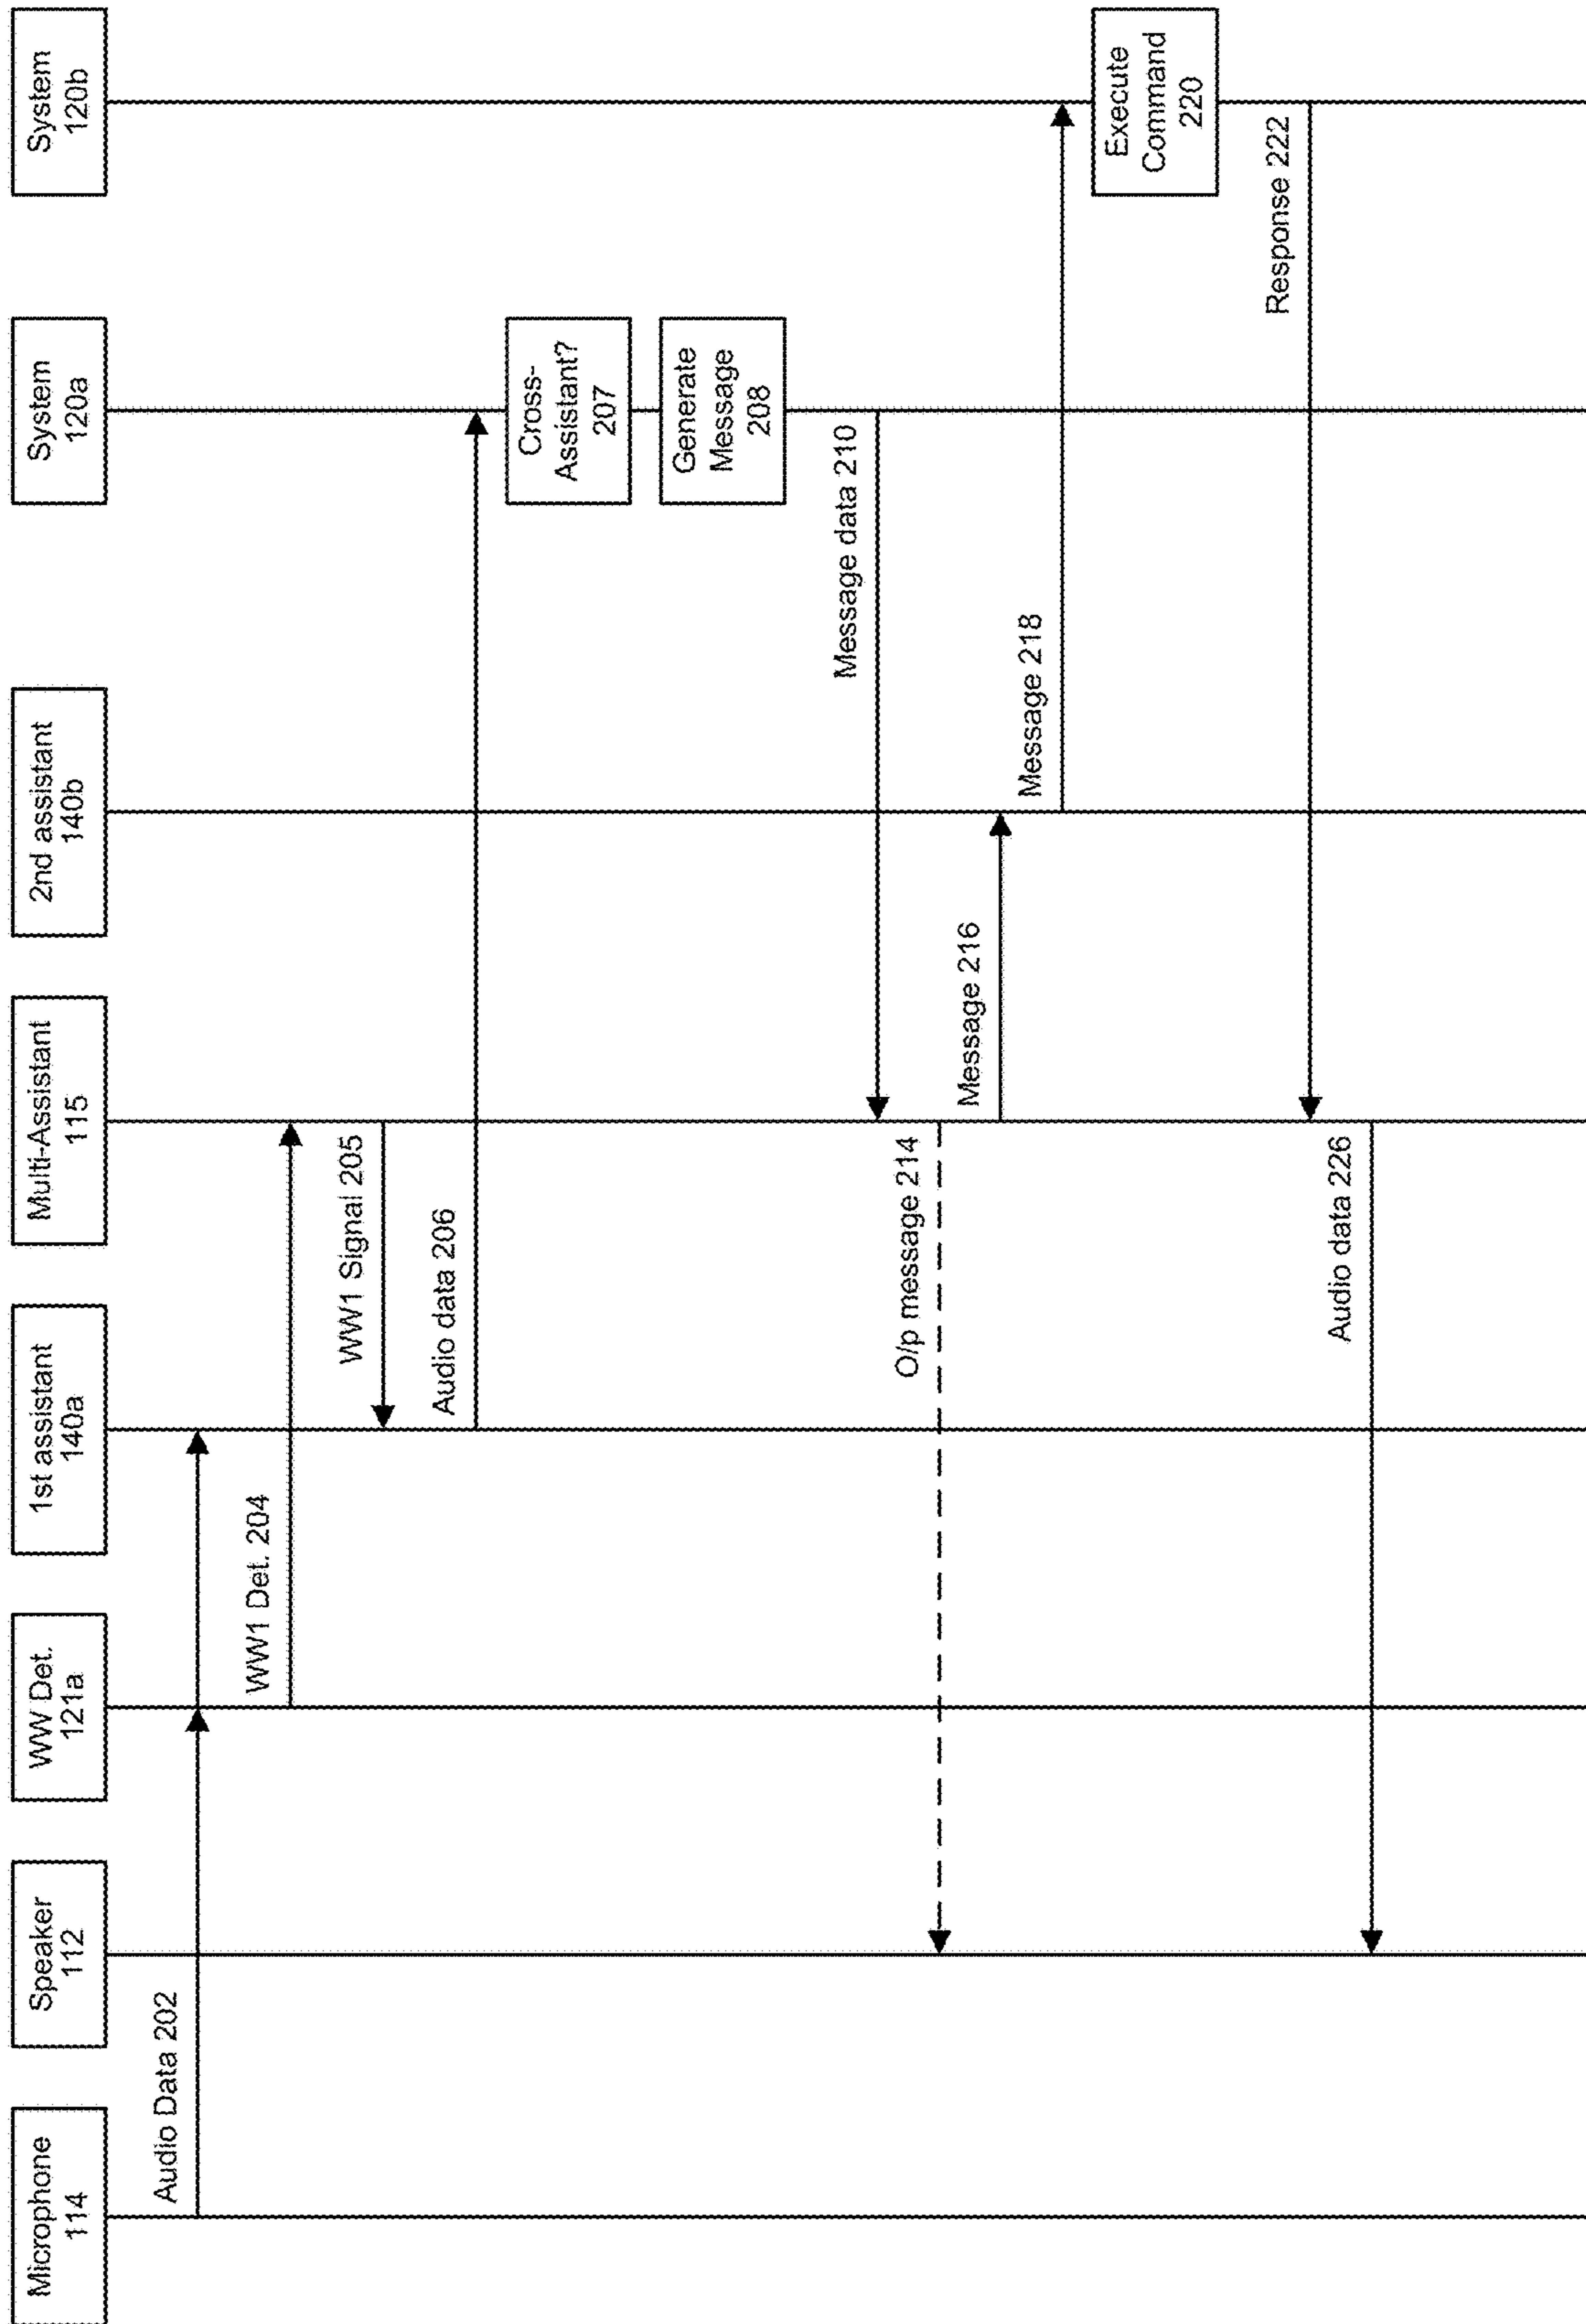 Microphone
114
Speaker
112
WW Det.
121a
1st assistant
140a
Multi-Assistant
115
2nd assistant
140b
System
120a
System
120b
Audio Data 202
WW1 Det. 204
WW1 Signal 205
Audio data 206
Cross-
Assistant?
207
Generate
Message
208
Message data 210
O/p message 214
Message 216
Message 218
Execute
Command
220
Response 222
Audio data 226